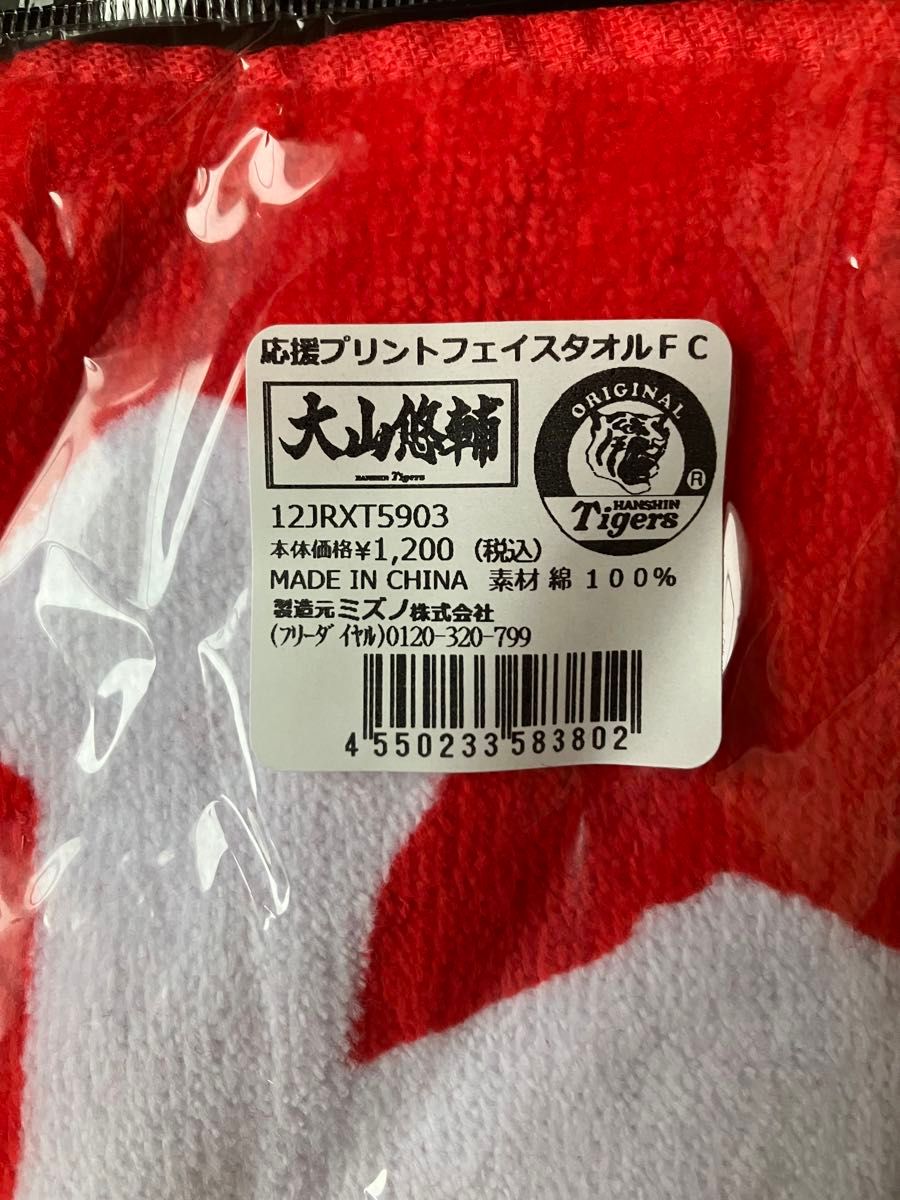 応援プリントフェイスタオルＦＣ
大山悠輔
HANSHIN Tigers
ORIGINAL
HANSHIN
Tigers
®
12JRXT5903
本体価格¥1,200 (税込)
MADE IN CHINA 素材 綿 １００％
製造元ミズノ株式会社
(ﾌﾘｰﾀﾞｲﾔﾙ)0120-320-799
4 550233 583802